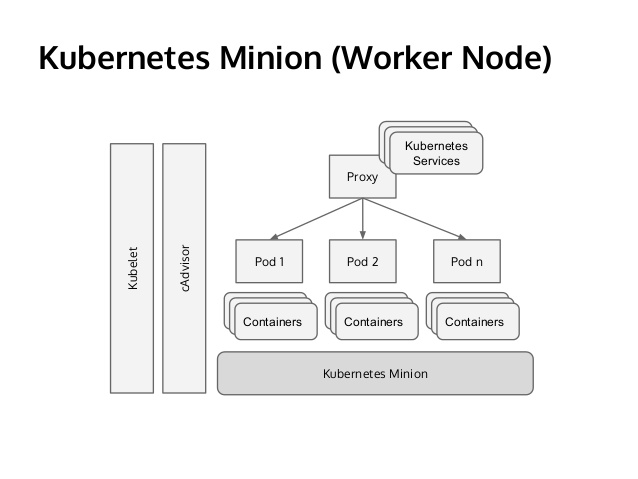 Kubernetes Minion (Worker Node)
Kubernetes
Services
Proxy
Kubelet
cAdvisor
Pod 1
Pod 2
Pod n
Containers
Containers
Containers
Kubernetes Minion